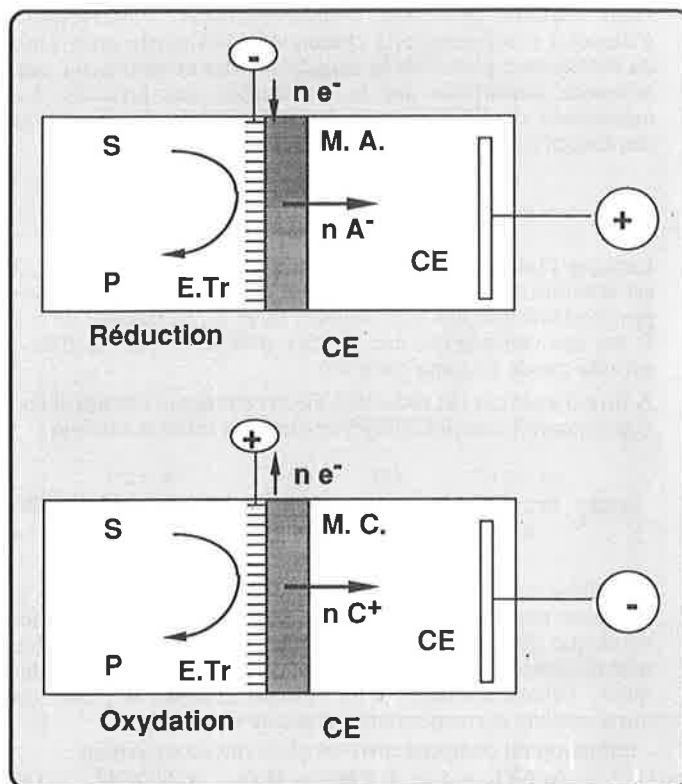 -
n e-
S
M. A.
n A-
+
CE
P
E.Tr
Réduction
CE
+
n e-
S
M. C.
n C+
-
CE
P
E.Tr
Oxydation
CE